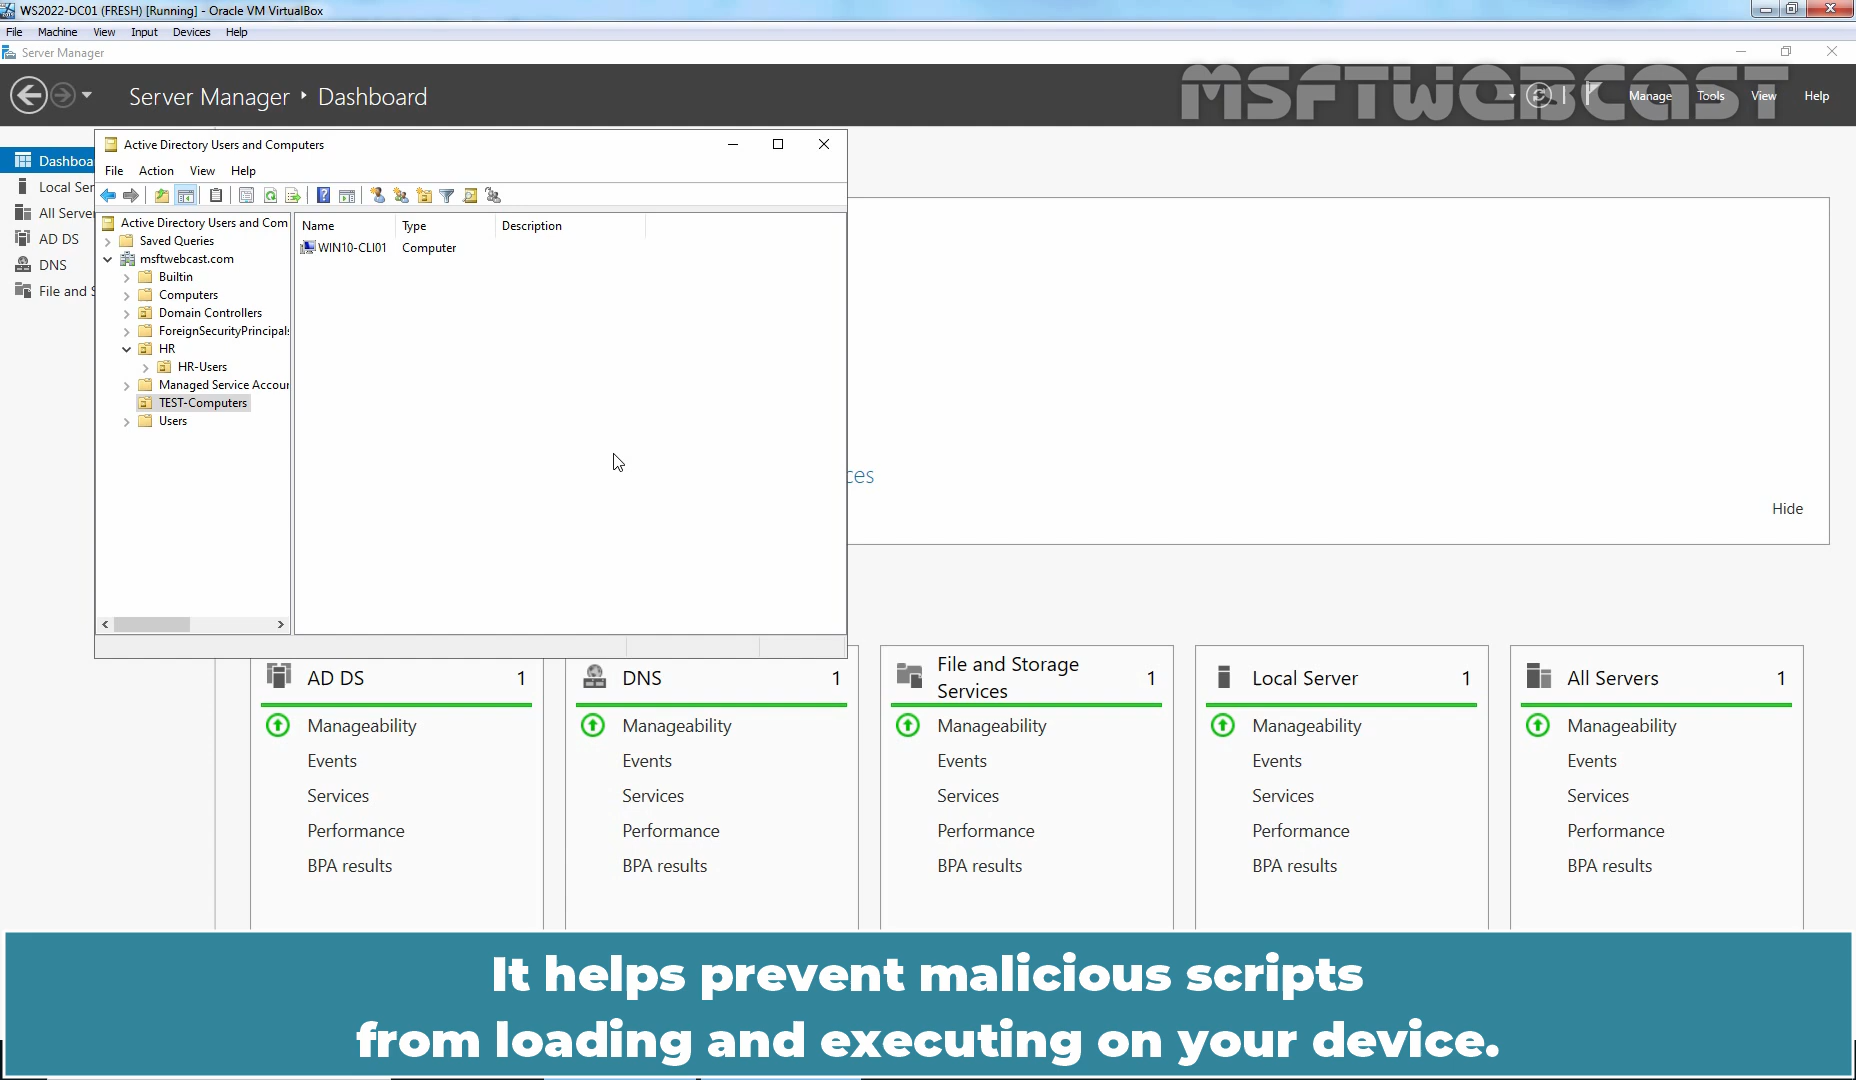 WS2022-DC01 (FRESH) [Running] - Oracle VM VirtualBox
File Machine View Input Devices Help
Server Manager
Server Manager Dashboard
MSFTWEBCAST
Manage Tools View Help
Dashboa
Local Ser
All Server
AD DS
DNS
File and S
Active Directory Users and Computers
File Action View Help
Active Directory Users and Com
Saved Queries
msftwebcast.com
Builtin
Computers
Domain Controllers
ForeignSecurityPrincipals
HR
HR-Users
Managed Service Accour
TEST-Computers
Users
Name Type Description
WIN10-CLI01 Computer
ces
Hide
AD DS 1
Manageability
Events
Services
Performance
BPA results
DNS 1
Manageability
Events
Services
Performance
BPA results
File and Storage
Services 1
Manageability
Events
Services
Performance
BPA results
Local Server 1
Manageability
Events
Services
Performance
BPA results
All Servers 1
Manageability
Events
Services
Performance
BPA results
It helps prevent malicious scripts
from loading and executing on your device.